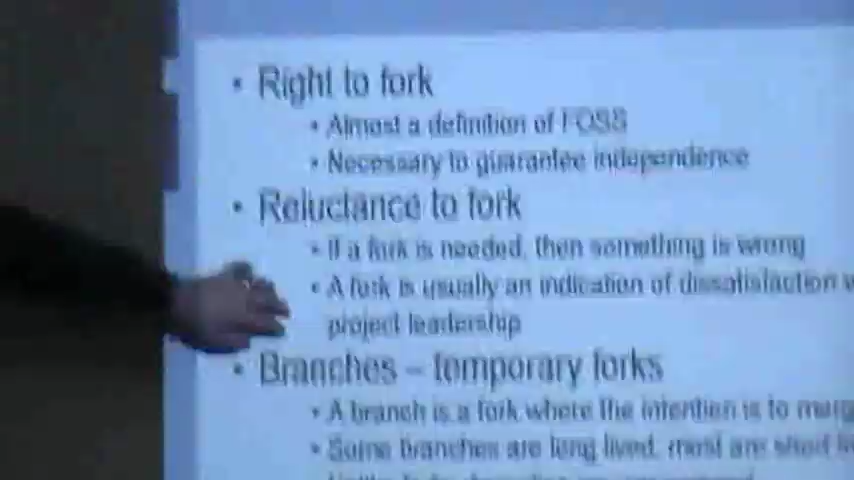 • Right to fork
• Almost a definition of FOSS
• Necessary to guarantee independence
• Reluctance to fork
• If a fork is needed, then something is wrong
• A fork is usually an indication of dissatisfaction w
project leadership
• Branches – temporary forks
• A branch is a fork where the intention is to merg
• Some branches are long lived, most are short li